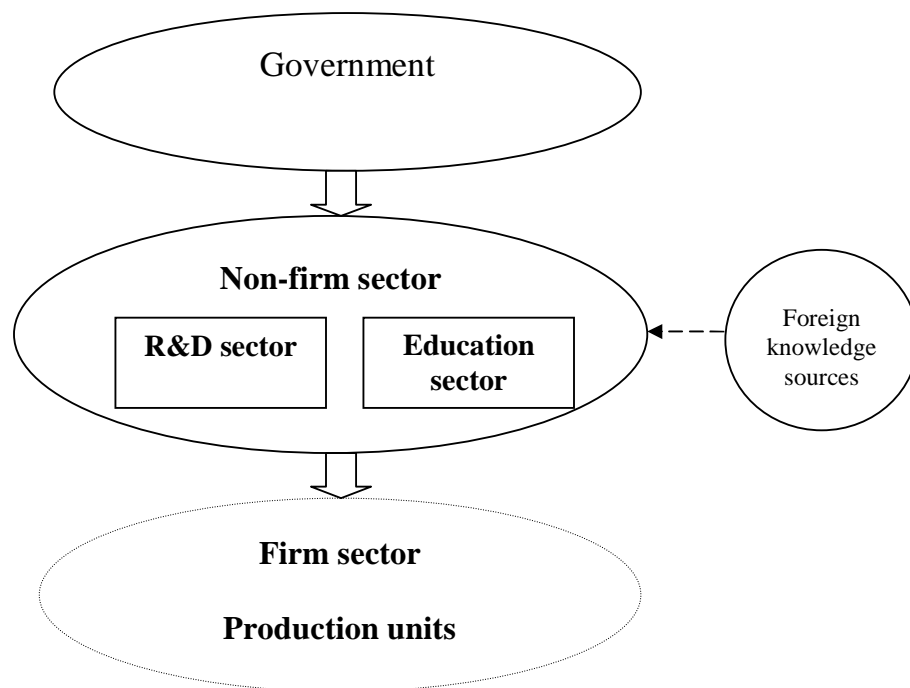 Government
Non-firm sector
R&D sector
Education
sector
Foreign
knowledge
sources
Firm sector
Production units